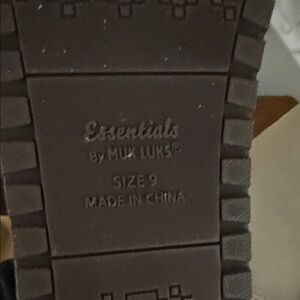 Essentials
By MUK LUKS®
SIZE 9
MADE IN CHINA